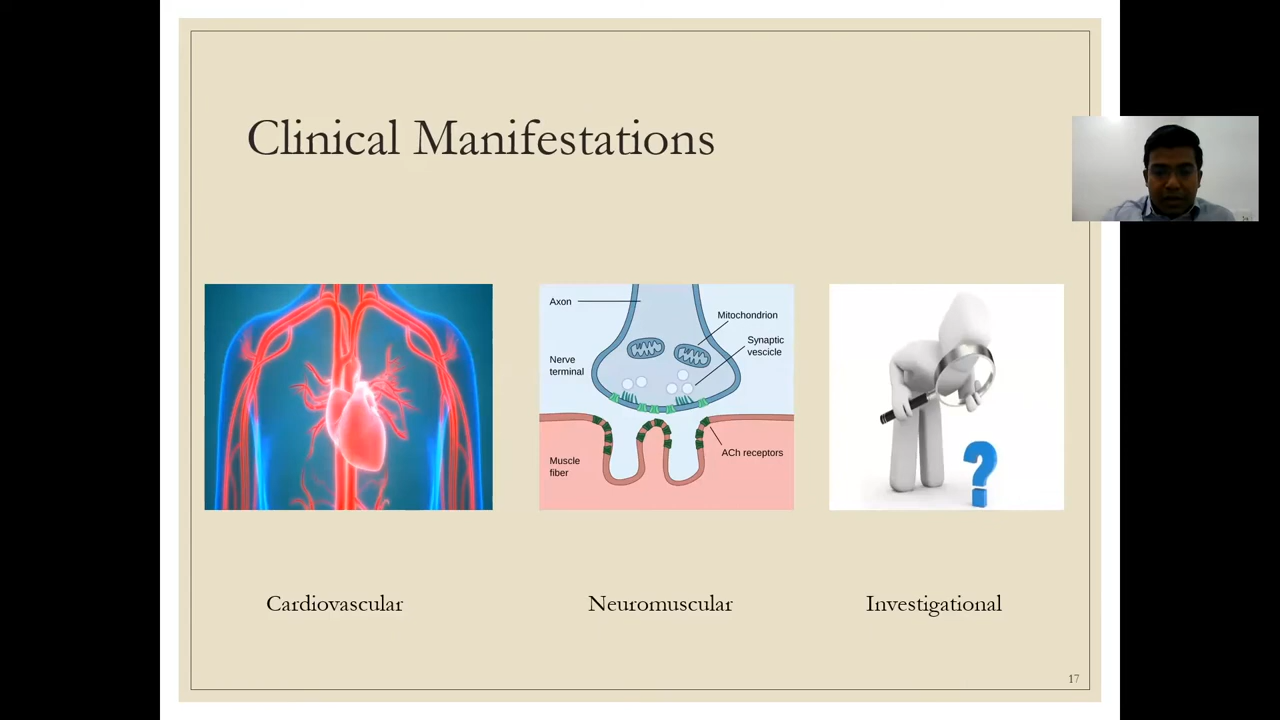 Clinical Manifestations
Axon
Mitochondrion
Synaptic
vescicle
Nerve
terminal
ACh receptors
Muscle
fiber
Cardiovascular
Neuromuscular
Investigational
17